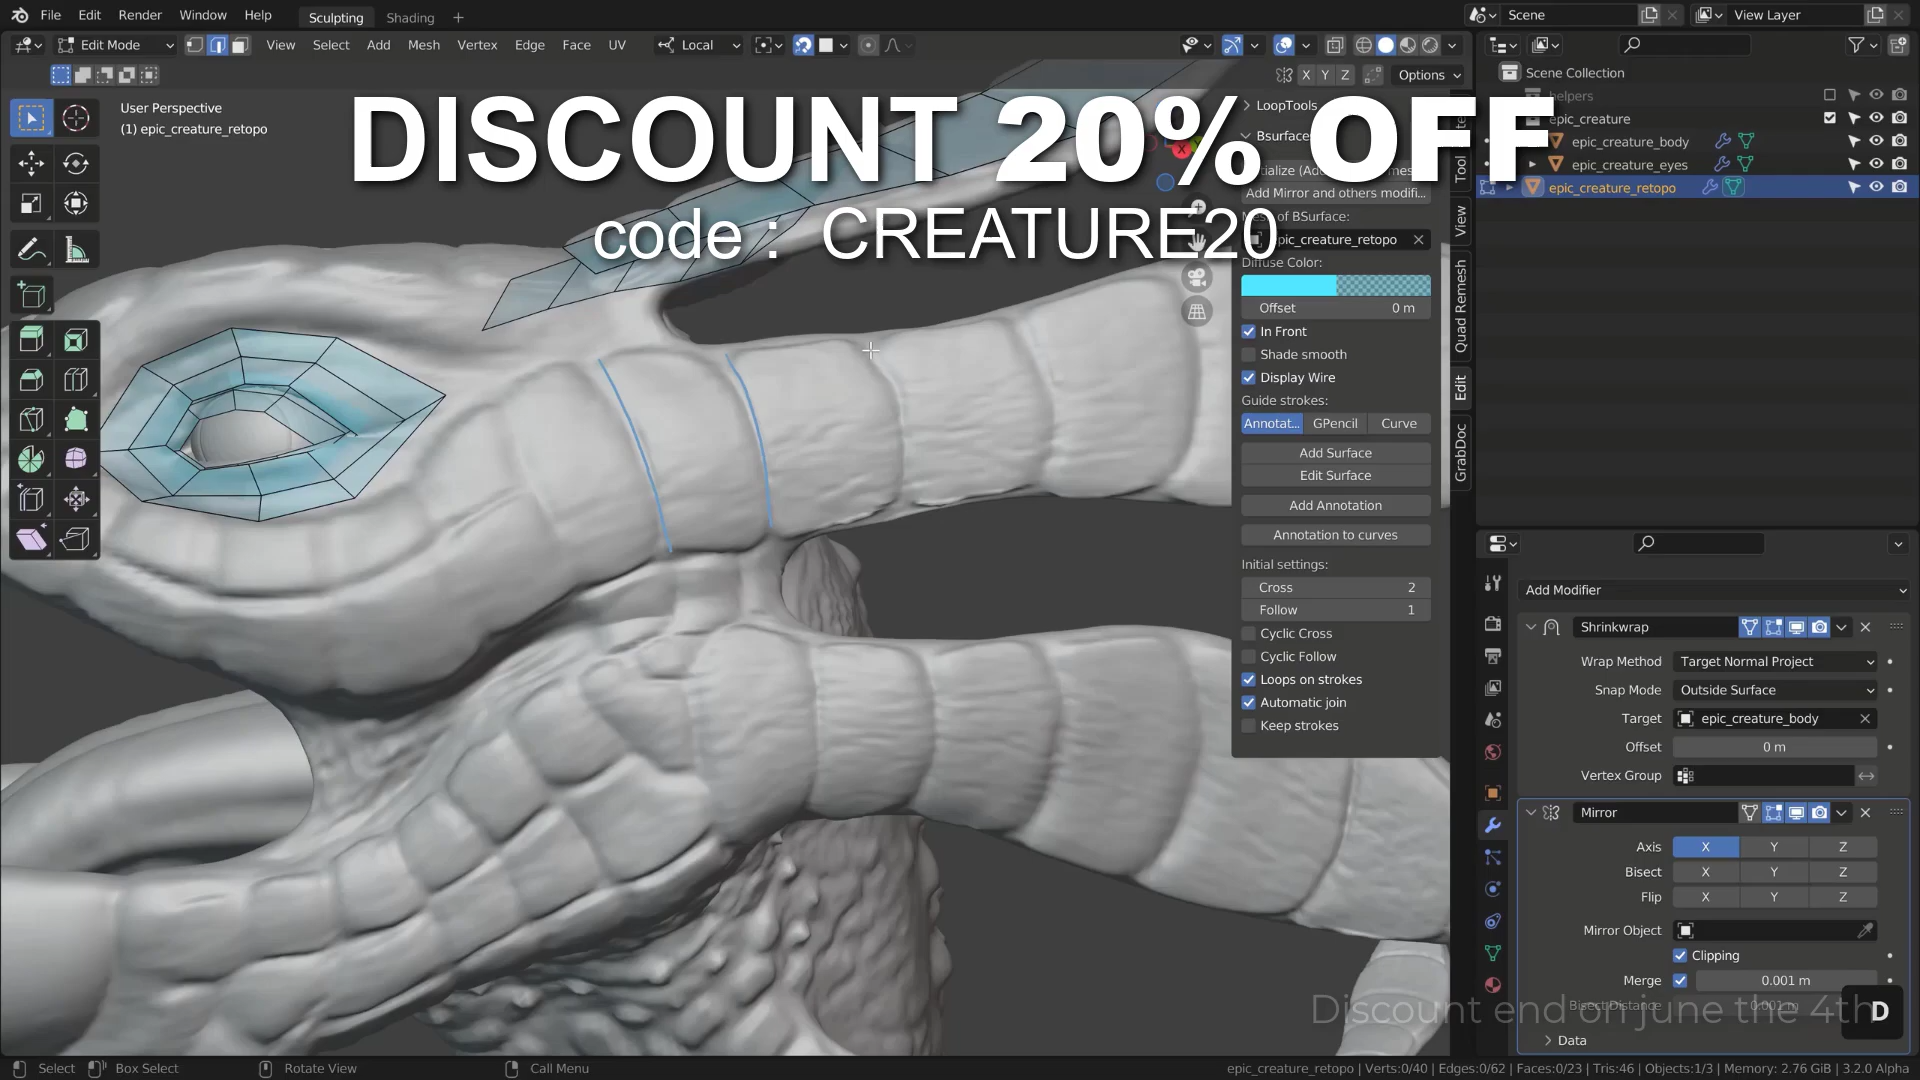 File Edit Render Window Help Sculpting Shading + Scene View Layer
Edit Mode View Select Add Mesh Vertex Edge Face UV Local
X Y Z Options
User Perspective
(1) epic_creature_retopo
DISCOUNT 20% OFF
code : CREATURE20
LoopTools
Add Mirror and others modifi...
epic_creature_retopo
Diffuse Color:
Offset 0 m
In Front
Shade smooth
Display Wire
Guide strokes:
Annotat... GPencil Curve
Add Surface
Edit Surface
Add Annotation
Annotation to curves
Initial settings:
Cross 2
Follow 1
Cyclic Cross
Cyclic Follow
Loops on strokes
Automatic join
Keep strokes
Tool
View
Quad Remesh
Edit
GrabDoc
Scene Collection
helpers
epic_creature
epic_creature_body
epic_creature_eyes
epic_creature_retopo
Add Modifier
Shrinkwrap
Wrap Method Target Normal Project
Snap Mode Outside Surface
Target epic_creature_body
Offset 0 m
Vertex Group
Mirror
Axis X Y Z
Bisect X Y Z
Flip X Y Z
Mirror Object
Clipping
Merge 0.001 m
Bisect Distance 0.001 m
Discount end on june the 4th
D
Data
Select Box Select Rotate View Call Menu
epic_creature_retopo | Verts:0/40 | Edges:0/62 | Faces:0/23 | Tris:46 | Objects:1/3 | Memory: 2.76 GiB | 3.2.0 Alpha